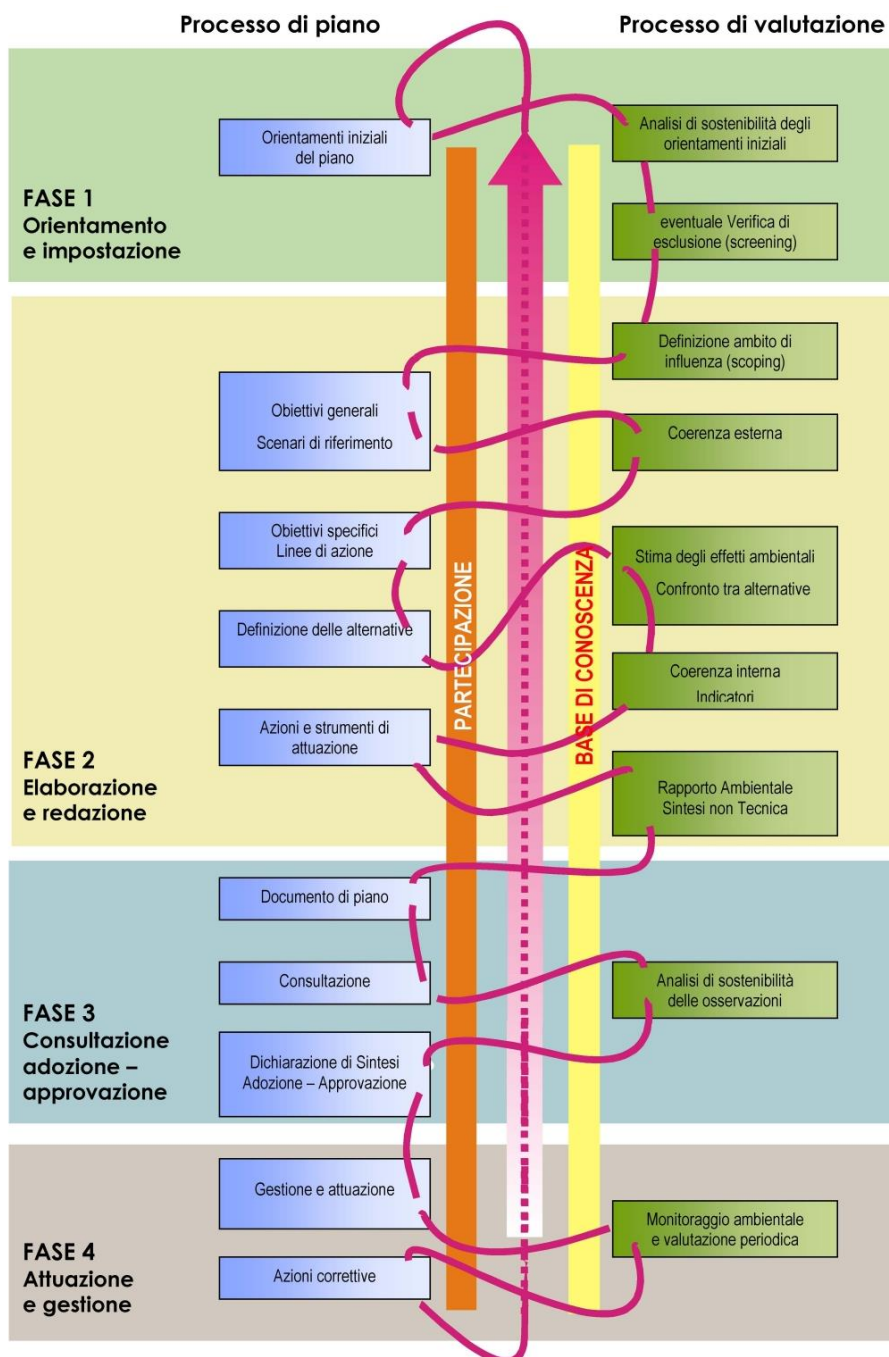 Processo di piano
Processo di valutazione
Orientamenti iniziali
del piano
Analisi di sostenibilità degli
orientamenti iniziali
FASE 1
Orientamento
e impostazione
eventuale Verifica di
esclusione (screening)
Definizione ambito di
influenza (scoping)
Obiettivi generali
Scenari di riferimento
Coerenza esterna
Obiettivi specifici
Linee di azione
Stima degli effetti ambientali
Confronto tra alternative
Definizione delle alternative
PARTECIPAZIONE
BASE DI CONOSCENZA
Coerenza interna
Indicatori
Azioni e strumenti di
attuazione
FASE 2
Elaborazione
e redazione
Rapporto Ambientale
Sintesi non Tecnica
Documento di piano
Consultazione
Analisi di sostenibilità
delle osservazioni
FASE 3
Consultazione
adozione –
approvazione
Dichiarazione di Sintesi
Adozione – Approvazione
Gestione e attuazione
Monitoraggio ambientale
e valutazione periodica
FASE 4
Attuazione
e gestione
Azioni correttive